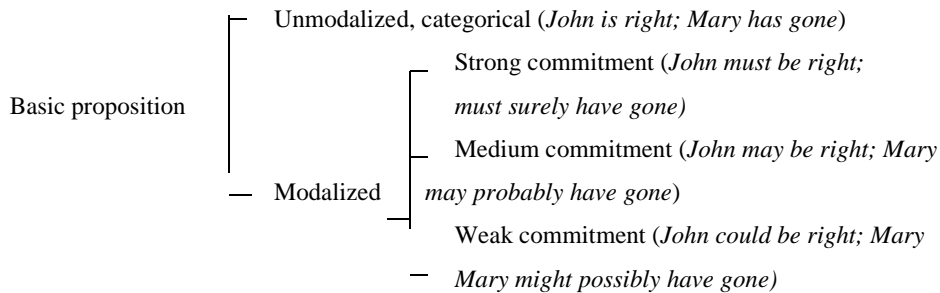 Unmodalized, categorical (John is right; Mary has gone)
Strong commitment (John must be right;
Basic proposition
must surely have gone)
Medium commitment (John may be right; Mary
Modalized
may probably have gone)
Weak commitment (John could be right; Mary
Mary might possibly have gone)